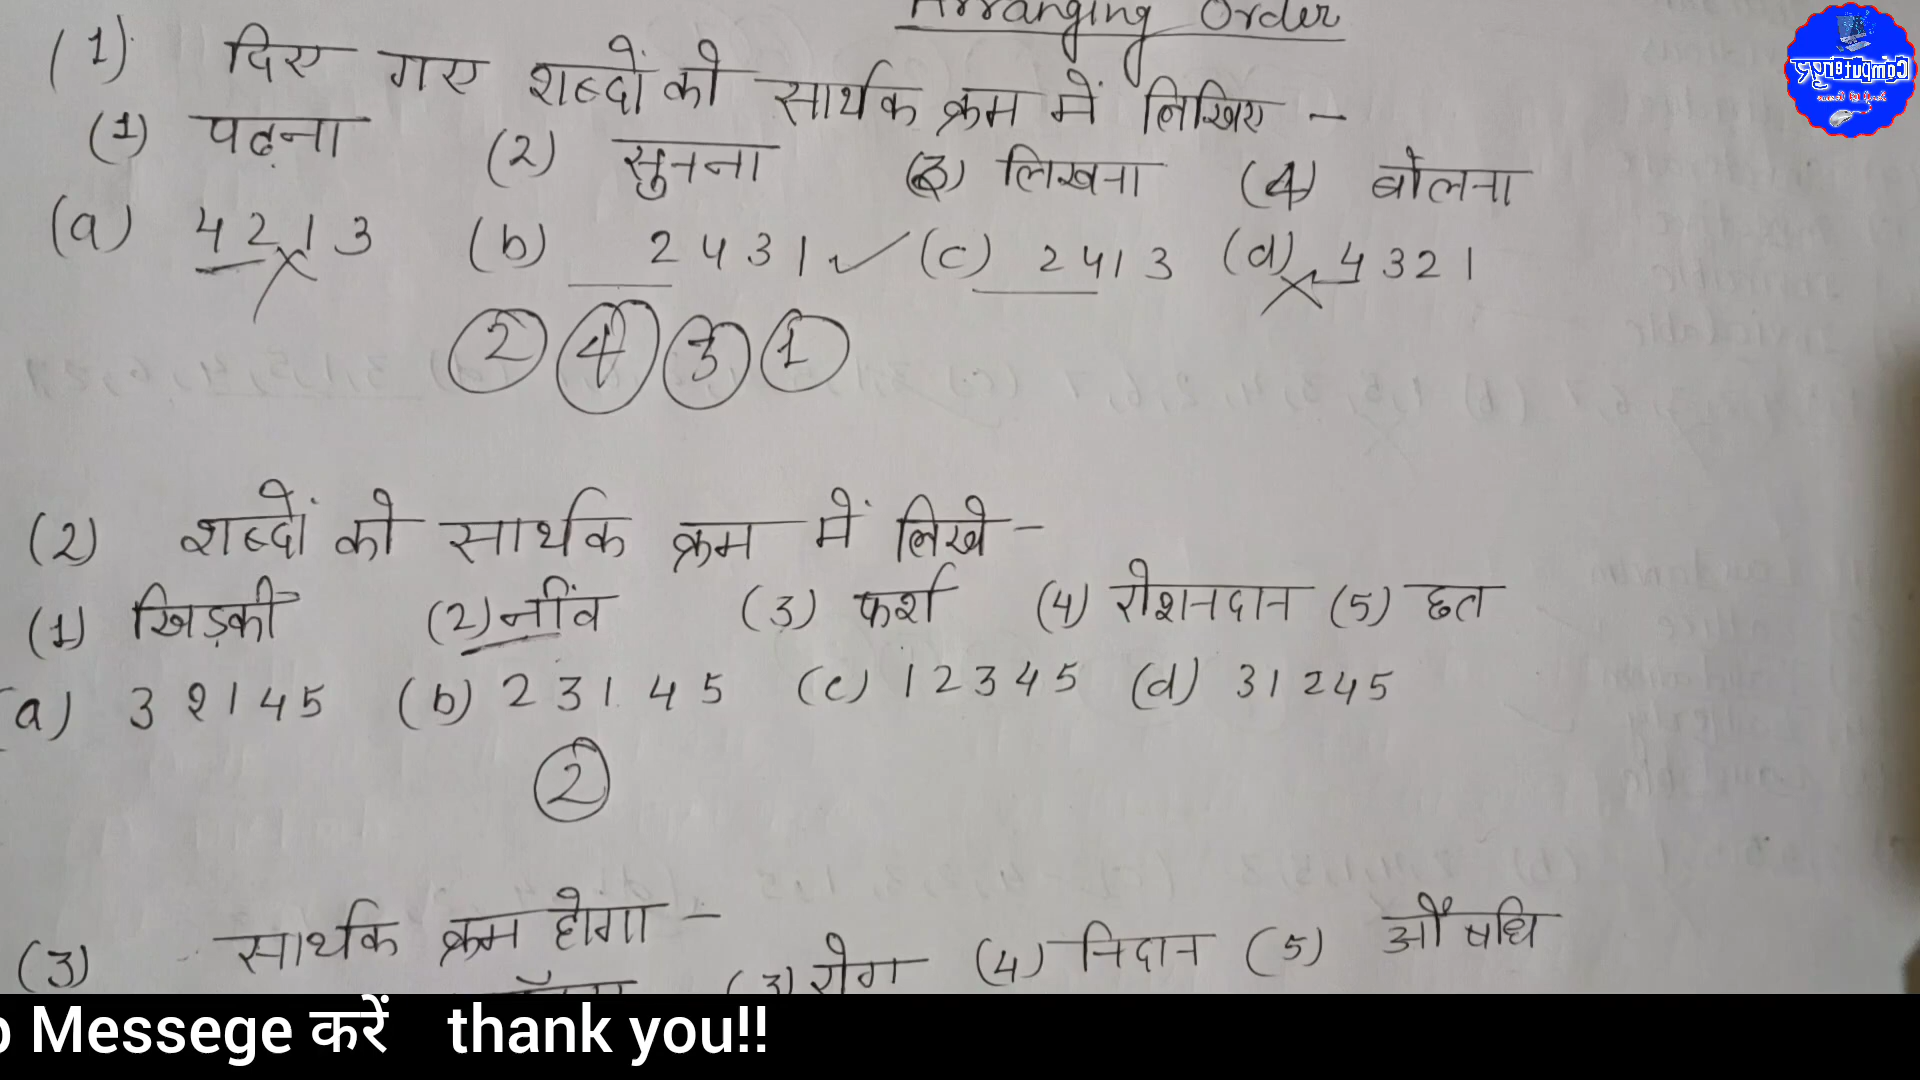 Arranging Order
(1) दिए गए शब्दों को सार्थक क्रम में लिखिए -
(1) पढ़ना (2) सुनना (3) लिखना (4) बोलना
(a) 4213 (b) 2431 ✓ (c) 2413 (d) 4321
2 4 3 1
(2) शब्दों को सार्थक क्रम में लिखे -
(1) खिड़की (2) नींव (3) फर्श (4) रोशनदान (5) छत
(a) 32145 (b) 23145 (c) 12345 (d) 31245
2
(3) सार्थक क्रम होगा -
(3) रोग (4) निदान (5) औषधि
Messege करें thank you!!